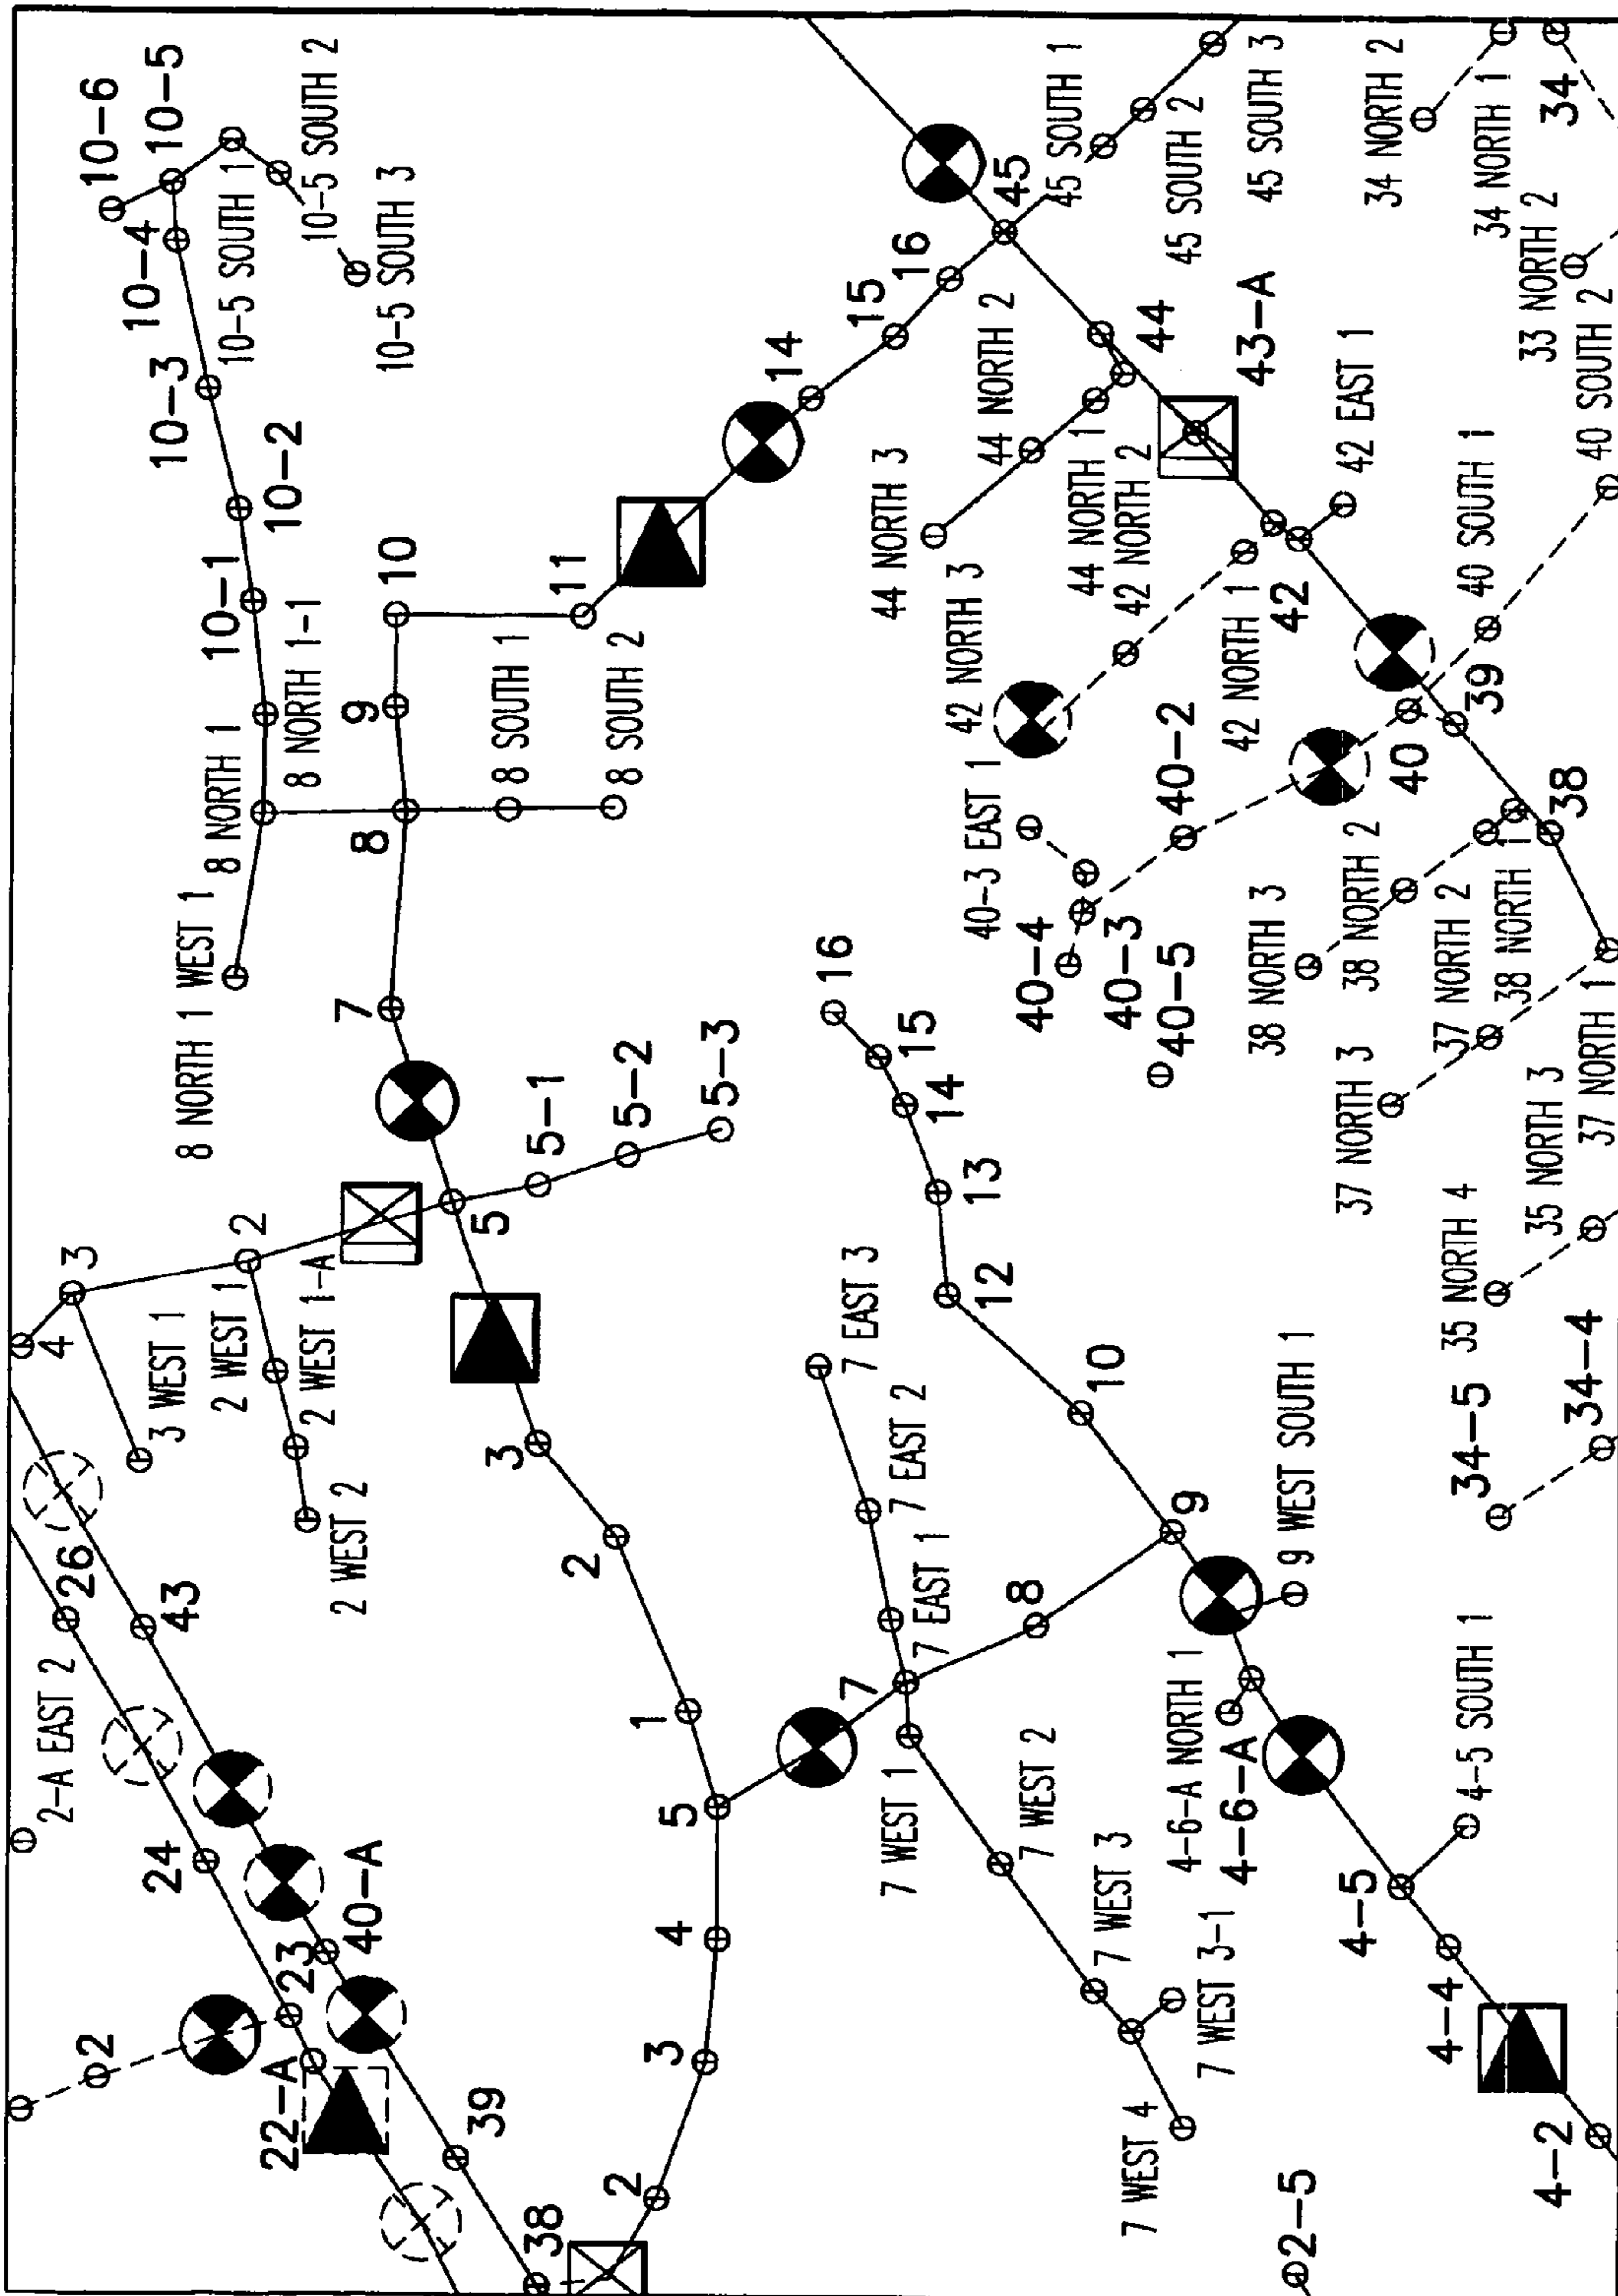 10-6
10-5
10-5 SOUTH 2
10-5 SOUTH 1
10-5 SOUTH 3
10-4
10-3
10-2
10-1
8 NORTH 1-1
8 NORTH 1
8 NORTH 1 WEST 1
10
9
8
7
8 SOUTH 1
8 SOUTH 2
11
14
15
16
45
45 SOUTH 1
45 SOUTH 2
45 SOUTH 3
44
44 NORTH 1
44 NORTH 2
44 NORTH 3
43-A
42
42 EAST 1
42 NORTH 1
42 NORTH 2
42 NORTH 3
34 NORTH 2
34 NORTH 1
34
33 NORTH 2
40 SOUTH 2
40 SOUTH 1
39
40
40-2
40-3 EAST 1
40-4
40-3
40-5
38
38 NORTH 1
38 NORTH 2
38 NORTH 3
37 NORTH 1
37 NORTH 2
37 NORTH 3
35 NORTH 3
35 NORTH 4
34-5
34-4
4
3
3 WEST 1
2
2 WEST 1
2 WEST 1-A
2 WEST 2
5
5-1
5-2
5-3
3
2
1
5
4
3
2
16
15
14
13
12
10
9
9 WEST SOUTH 1
8
7
7 EAST 1
7 EAST 2
7 EAST 3
7 WEST 1
7 WEST 2
7 WEST 3
7 WEST 3-1
7 WEST 4
4-6-A NORTH 1
4-6-A
4-5
4-5 SOUTH 1
4-4
4-2
2-5
26
43
2-A EAST 2
24
23
40-A
2
22-A
39
38